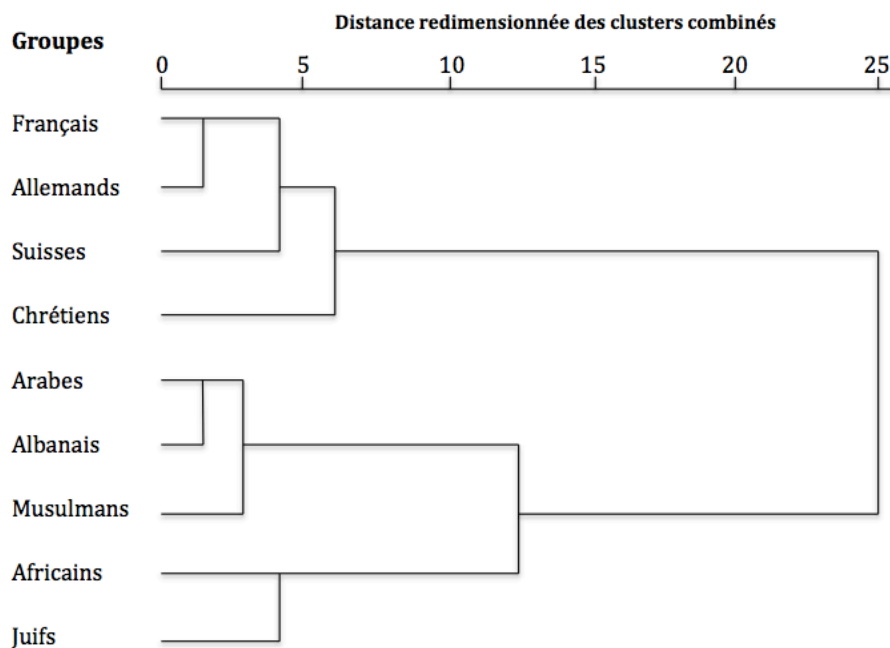 Distance redimensionnée des clusters combinés
Groupes
0 5 10 15 20 25
Français
Allemands
Suisses
Chrétiens
Arabes
Albanais
Musulmans
Africains
Juifs